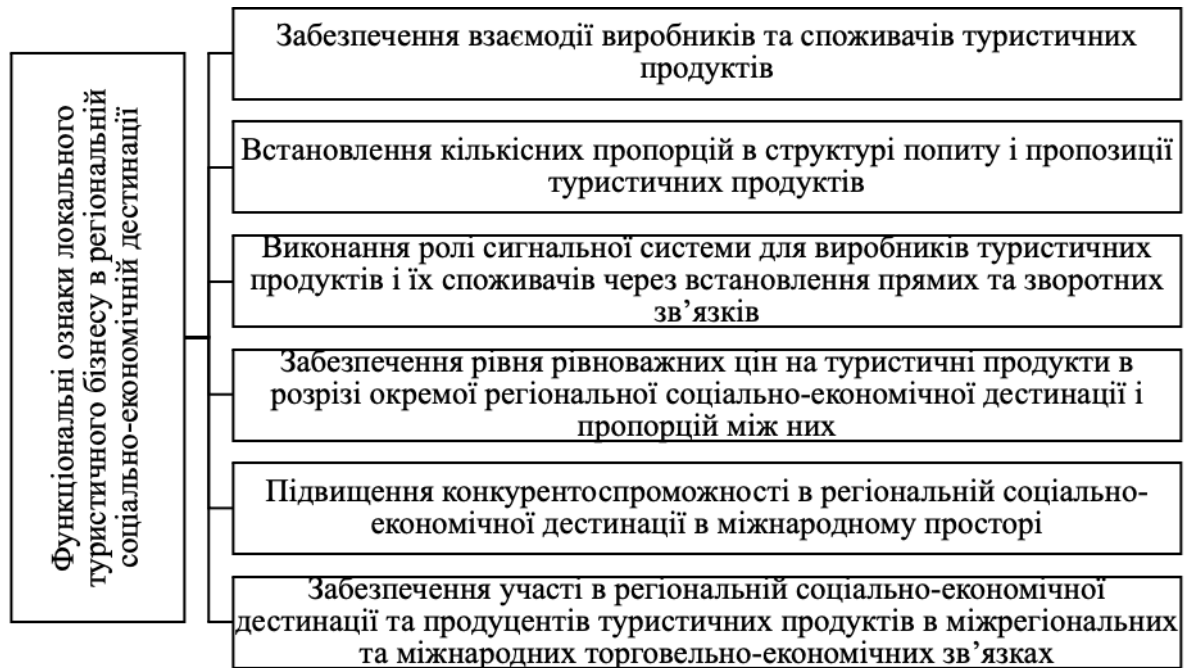 Функціональні ознаки локального
туристичного бізнесу в регіональній
соціально-економічній дестинації
Забезпечення взаємодії виробників та споживачів туристичних
продуктів
Встановлення кількісних пропорцій в структурі попиту і пропозиції
туристичних продуктів
Виконання ролі сигнальної системи для виробників туристичних
продуктів і їх споживачів через встановлення прямих та зворотних
зв’язків
Забезпечення рівня рівноважних цін на туристичні продукти в
розрізі окремої регіональної соціально-економічної дестинації і
пропорцій між них
Підвищення конкурентоспроможності в регіональній соціально-
економічної дестинації в міжнародному просторі
Забезпечення участі в регіональній соціально-економічної
дестинації та продуцентів туристичних продуктів в міжрегіональних
та міжнародних торговельно-економічних зв’язках